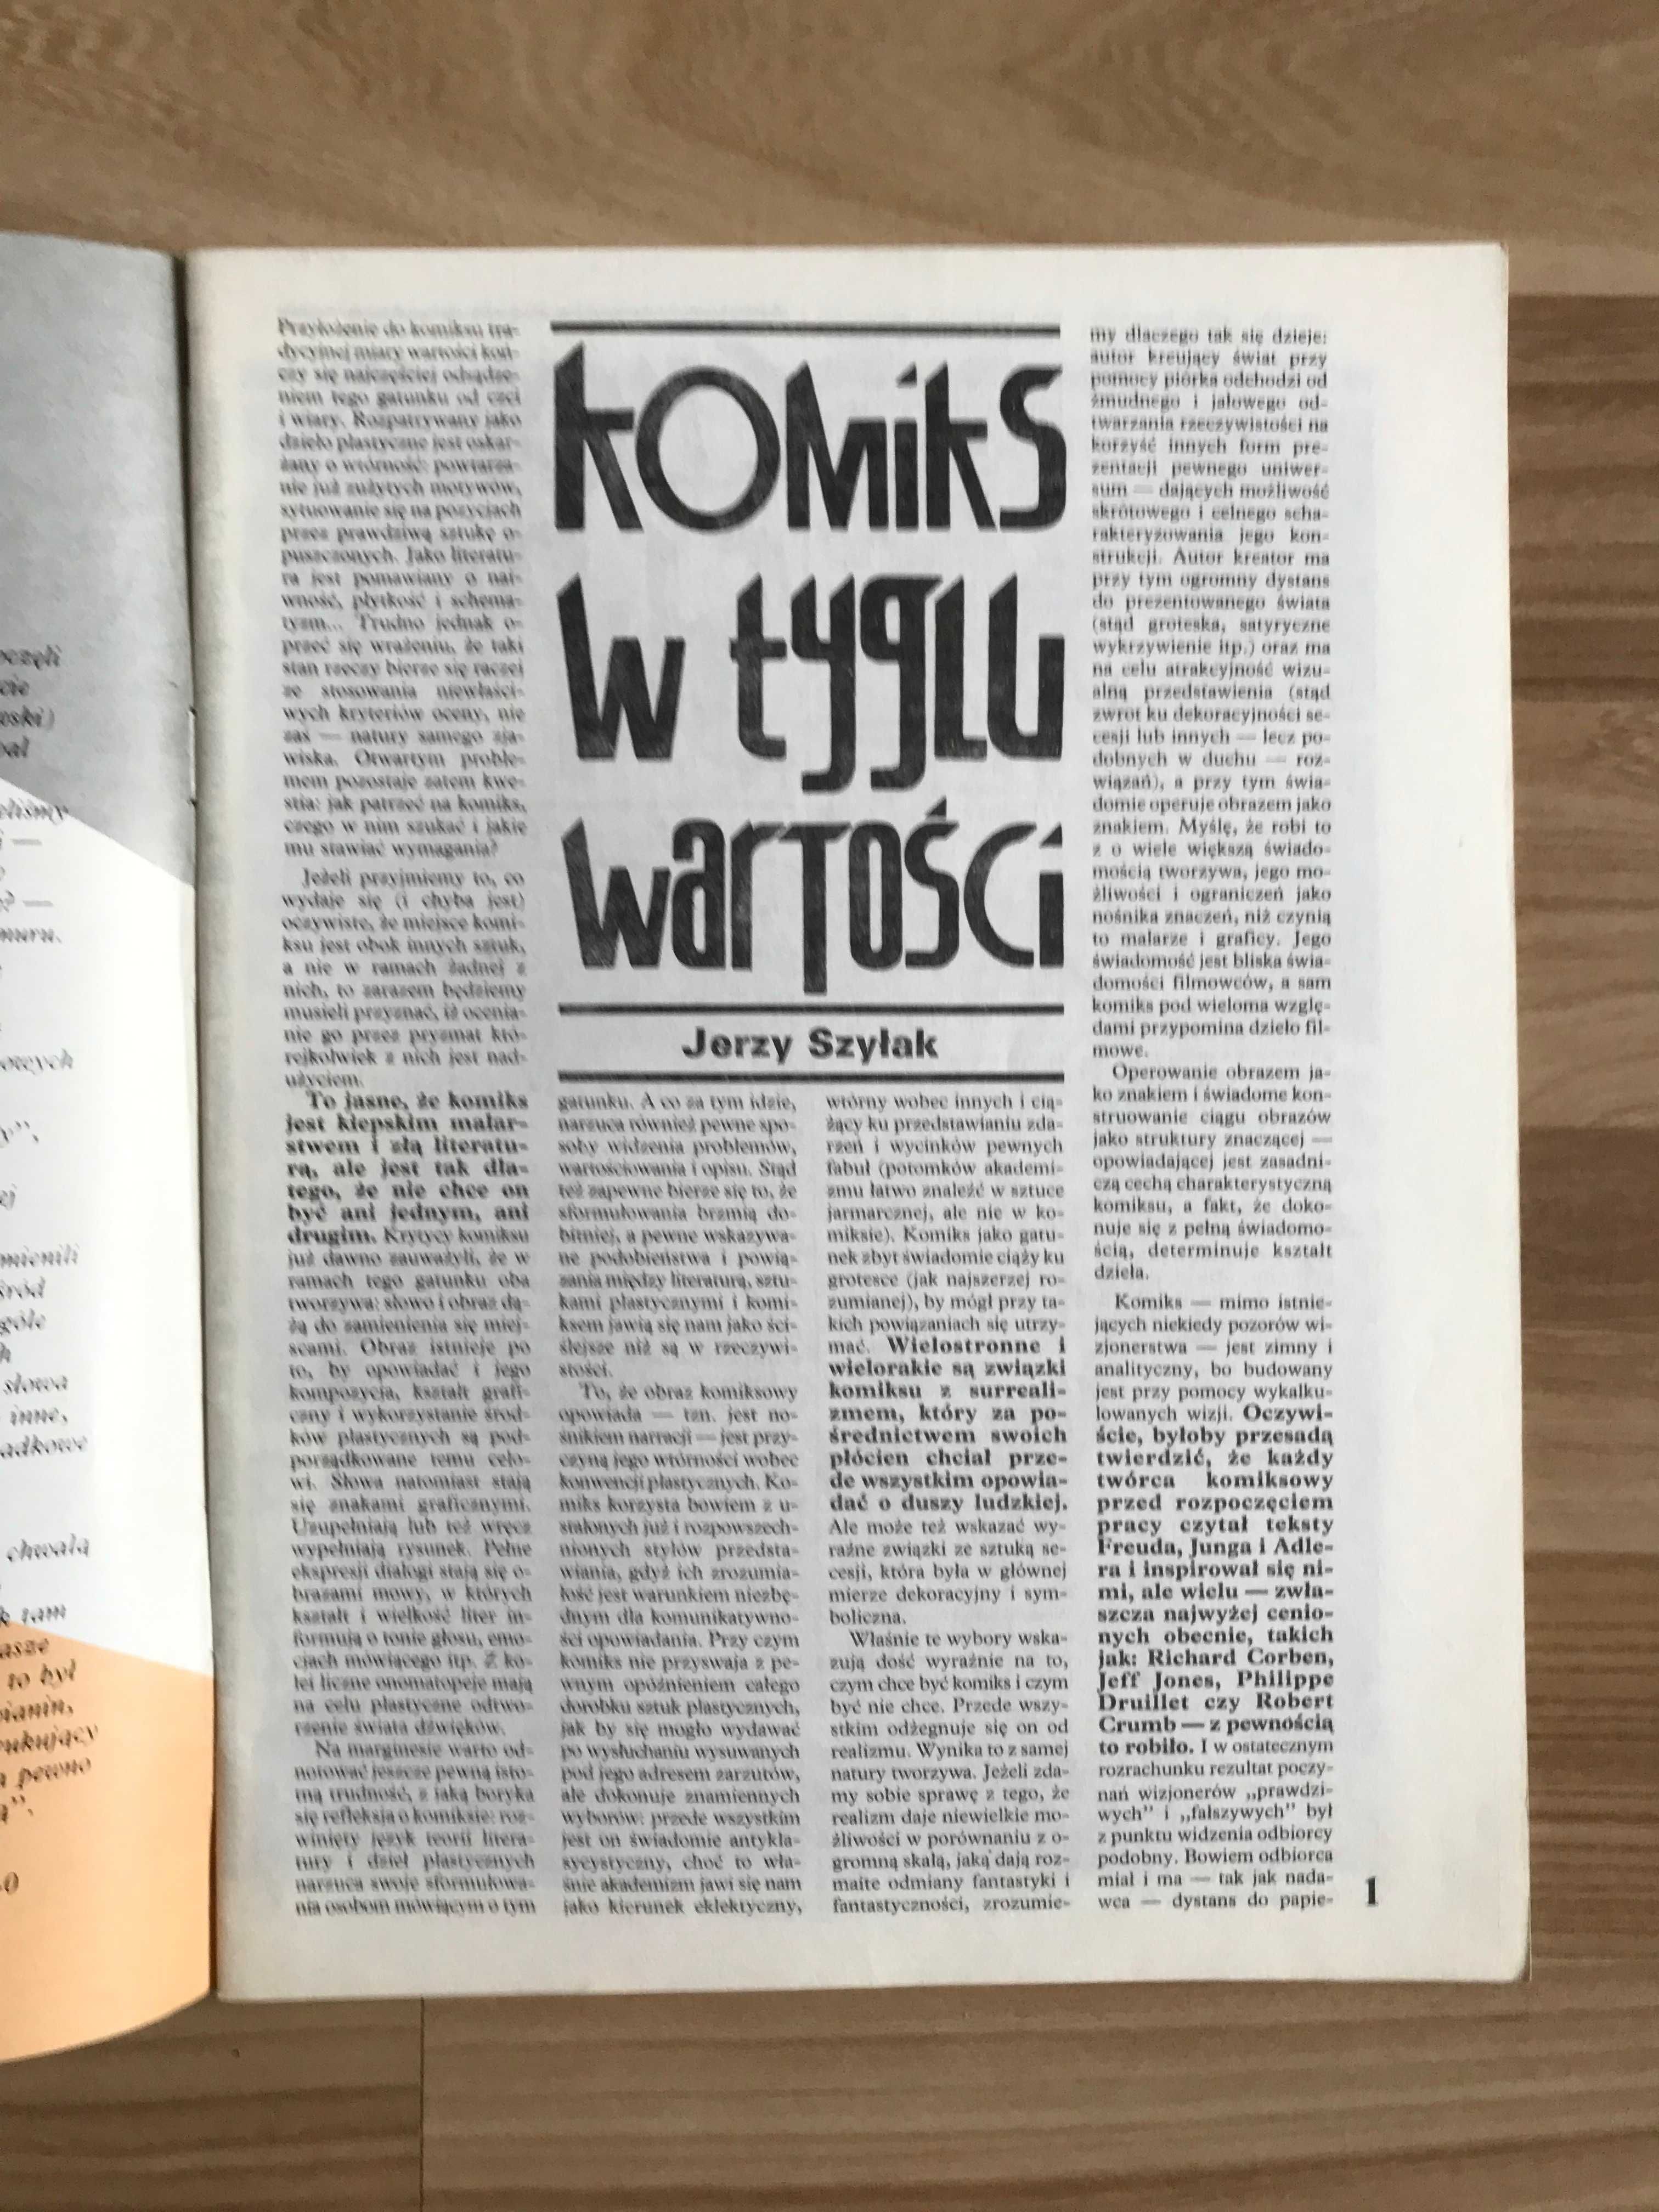 oczęli
cie
eski)
bał
eliśmy
i —
? —
muru.
owych
y”,
ej
mienili
śród
góle
h
słowa
inne,
adkowe
chwalą
k tam
asze
to był
ianin,
rukujący
a pewno
a”.
0
Przyłożenie do komiksu tra-
dycyjnej miary wartości koń-
czy się najczęściej odsądze-
niem tego gatunku od czci
i wiary. Rozpatrywany jako
dzieło plastyczne jest oskar-
żany o wtórność: powtarza-
nie już zużytych motywów,
sytuowanie się na pozycjach
przez prawdziwą sztukę o-
puszczonych. Jako literatu-
ra jest pomawiany o nai-
wność, płytkość i schema-
tyzm... Trudno jednak o-
przeć się wrażeniu, że taki
stan rzeczy bierze się raczej
ze stosowania niewłaści-
wych kryteriów oceny, nie
zaś — natury samego zja-
wiska. Otwartym proble-
mem pozostaje zatem kwe-
stia: jak patrzeć na komiks,
czego w nim szukać i jakie
mu stawiać wymagania?
Jeżeli przyjmiemy to, co
wydaje się (i chyba jest)
oczywiste, że miejsce komi-
ksu jest obok innych sztuk,
a nie w ramach żadnej z
nich, to zarazem będziemy
musieli przyznać, iż ocenia-
nie go przez pryzmat któ-
rejkolwiek z nich jest nad-
użyciem.
To jasne, że komiks
jest kiepskim malar-
stwem i złą literatu-
rą, ale jest tak dla-
tego, że nie chce on
być ani jednym, ani
drugim. Krytycy komiksu
już dawno zauważyli, że w
ramach tego gatunku oba
tworzywa: słowo i obraz dą-
żą do zamienienia się miej-
scami. Obraz istnieje po
to, by opowiadać i jego
kompozycja, kształt grafi-
czny i wykorzystanie środ-
ków plastycznych są pod-
porządkowane temu celo-
wi. Słowa natomiast stają
się znakami graficznymi.
Uzupełniają lub też wręcz
wypełniają rysunek. Pełne
ekspresji dialogi stają się o-
brazami mowy, w których
kształt i wielkość liter in-
formują o tonie głosu, emo-
cjach mówiącego itp. Z ko-
lei liczne onomatopeje mają
na celu plastyczne odtwo-
rzenie świata dźwięków.
Na marginesie warto od-
notować jeszcze pewną isto-
tną trudność, z jaką boryka
się refleksja o komiksie: roz-
winięty język teorii litera-
tury i dzieł plastycznych
narzuca swoje sformułowa-
nia osobom mówiącym o tym
komiks
w tyglu
wartości
Jerzy Szyłak
gatunku. A co za tym idzie,
narzuca również pewne spo-
soby widzenia problemów,
wartościowania i opisu. Stąd
też zapewne bierze się to, że
sformułowania brzmią do-
bitniej, a pewne wskazywa-
ne podobieństwa i powią-
zania między literaturą, sztu-
kami plastycznymi i komi-
ksem jawią się nam jako ści-
ślejsze niż są w rzeczywi-
stości.
To, że obraz komiksowy
opowiada — tzn. jest no-
śnikiem narracji — jest przy-
czyną jego wtórności wobec
konwencji plastycznych. Ko-
miks korzysta bowiem z u-
stalonych już i rozpowszech-
nionych stylów przedsta-
wiania, gdyż ich zrozumia-
łość jest warunkiem niezbę-
dnym dla komunikatywno-
ści opowiadania. Przy czym
komiks nie przyswaja z pe-
wnym opóźnieniem całego
dorobku sztuk plastycznych,
jak by się mogło wydawać
po wysłuchaniu wysuwanych
pod jego adresem zarzutów,
ale dokonuje znamiennych
wyborów: przede wszystkim
jest on świadomie antykla-
sycystyczny, choć to wła-
śnie akademizm jawi się nam
jako kierunek eklektyczny,
wtórny wobec innych i cią-
żący ku przedstawianiu zda-
rzeń i wycinków pewnych
fabuł (potomków akademi-
zmu łatwo znaleźć w sztuce
jarmarcznej, ale nie w ko-
miksie). Komiks jako gatu-
nek zbyt świadomie ciąży ku
grotesce (jak najszerzej ro-
zumianej), by mógł przy ta-
kich powiązaniach się utrzy-
mać. Wielostronne i
wielorakie są związki
komiksu z surreali-
zmem, który za po-
średnictwem swoich
płócien chciał prze-
de wszystkim opowia-
dać o duszy ludzkiej.
Ale może też wskazać wy-
raźne związki ze sztuką se-
cesji, która była w głównej
mierze dekoracyjny i sym-
boliczna.
Właśnie te wybory wska-
zują dość wyraźnie na to,
czym chce być komiks i czym
być nie chce. Przede wszy-
stkim odżegnuje się on od
realizmu. Wynika to z samej
natury tworzywa. Jeżeli zda-
my sobie sprawę z tego, że
realizm daje niewielkie mo-
żliwości w porównaniu z o-
gromną skalą, jaką dają roz-
maite odmiany fantastyki i
fantastyczności, zrozumie-
my dlaczego tak się dzieje:
autor kreujący świat przy
pomocy piórka odchodzi od
żmudnego i jałowego od-
twarzania rzeczywistości na
korzyść innych form pre-
zentacji pewnego uniwer-
sum — dających możliwość
skrótowego i celnego scha-
rakteryzowania jego kon-
strukcji. Autor kreator ma
przy tym ogromny dystans
do prezentowanego świata
(stąd groteska, satyryczne
wykrzywienie itp.) oraz ma
na celu atrakcyjność wizu-
alną przedstawienia (stąd
zwrot ku dekoracyjności se-
cesji lub innych — lecz po-
dobnych w duchu — roz-
wiązań), a przy tym świa-
domie operuje obrazem jako
znakiem. Myślę, że robi to
z o wiele większą świado-
mością tworzywa, jego mo-
żliwości i ograniczeń jako
nośnika znaczeń, niż czynią
to malarze i graficy. Jego
świadomość jest bliska świa-
domości filmowców, a sam
komiks pod wieloma wzglę-
dami przypomina dzieło fil-
mowe.
Operowanie obrazem ja-
ko znakiem i świadome kon-
struowanie ciągu obrazów
jako struktury znaczącej —
opowiadającej jest zasadni-
czą cechą charakterystyczną
komiksu, a fakt, że doko-
nuje się z pełną świadomo-
ścią, determinuje kształt
dzieła.
Komiks — mimo istnie-
jących niekiedy pozorów wi-
zjonerstwa — jest zimny i
analityczny, bo budowany
jest przy pomocy wykalku-
lowanych wizji. Oczywi-
ście, byłoby przesadą
twierdzić, że każdy
twórca komiksowy
przed rozpoczęciem
pracy czytał teksty
Freuda, Junga i Adle-
ra i inspirował się ni-
mi, ale wielu — zwła-
szcza najwyżej cenio-
nych obecnie, takich
jak: Richard Corben,
Jeff Jones, Philippe
Druillet czy Robert
Crumb — z pewnością
to robiło. I w ostatecznym
rozrachunku rezultat poczy-
nań wizjonerów „prawdzi-
wych” i „fałszywych” był
z punktu widzenia odbiorcy
podobny. Bowiem odbiorca
miał i ma — tak jak nada-
wca — dystans do papie-
1